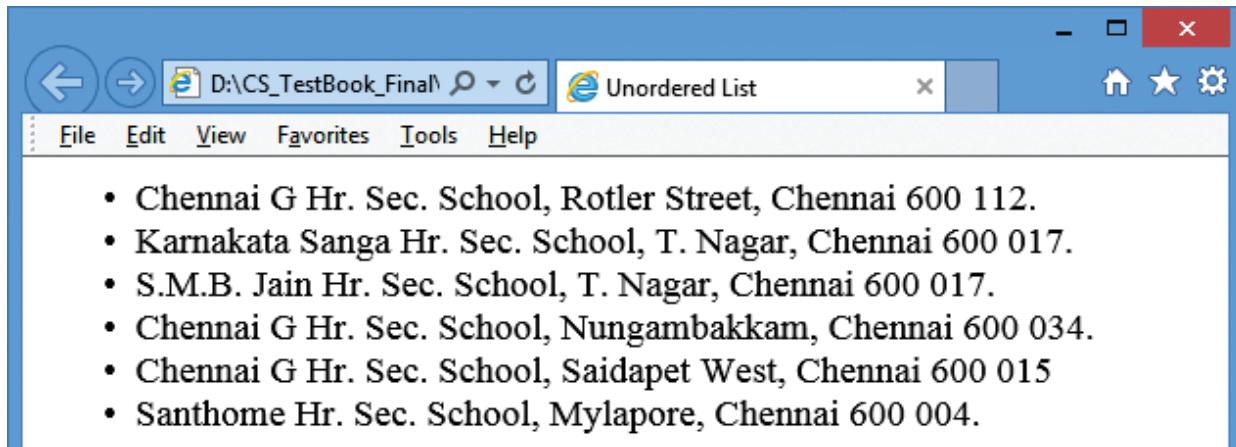 D:\CS_TestBook_Final\ Unordered List
File Edit View Favorites Tools Help
• Chennai G Hr. Sec. School, Rotler Street, Chennai 600 112.
• Karnakata Sanga Hr. Sec. School, T. Nagar, Chennai 600 017.
• S.M.B. Jain Hr. Sec. School, T. Nagar, Chennai 600 017.
• Chennai G Hr. Sec. School, Nungambakkam, Chennai 600 034.
• Chennai G Hr. Sec. School, Saidapet West, Chennai 600 015
• Santhome Hr. Sec. School, Mylapore, Chennai 600 004.